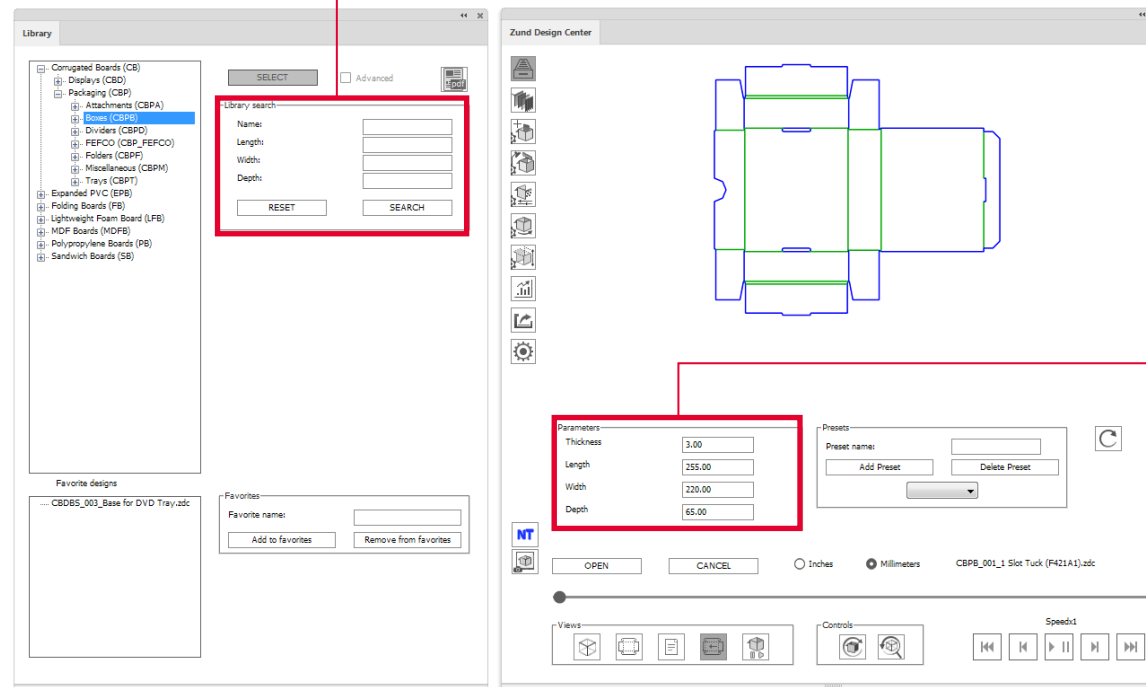 Library
Corrugated Boards (CB)
Displays (CBD)
Packaging (CBP)
Attachments (CBPA)
Boxes (CBPB)
Dividers (CBPD)
FEFCO (CBP_FEFCO)
Folders (CBPF)
Miscellaneous (CBPM)
Trays (CBPT)
Expanded PVC (EPB)
Folding Boards (FB)
Lightweight Foam Board (LFB)
MDF Boards (MDFB)
Polypropylene Boards (PB)
Sandwich Boards (SB)
SELECT
Advanced
pdf
Library search
Name:
Length:
Width:
Depth:
RESET
SEARCH
Favorite designs
CBDBS_003_Base for DVD Tray.zdc
Favorites
Favorite name:
Add to favorites
Remove from favorites
Zund Design Center
Parameters
Thickness
3.00
Length
255.00
Width
220.00
Depth
65.00
Presets
Preset name:
Add Preset
Delete Preset
NT
OPEN
CANCEL
Inches
Millimeters
CBPB_001_1 Slot Tuck (F421A1).zdc
Views
Controls
Speedx1